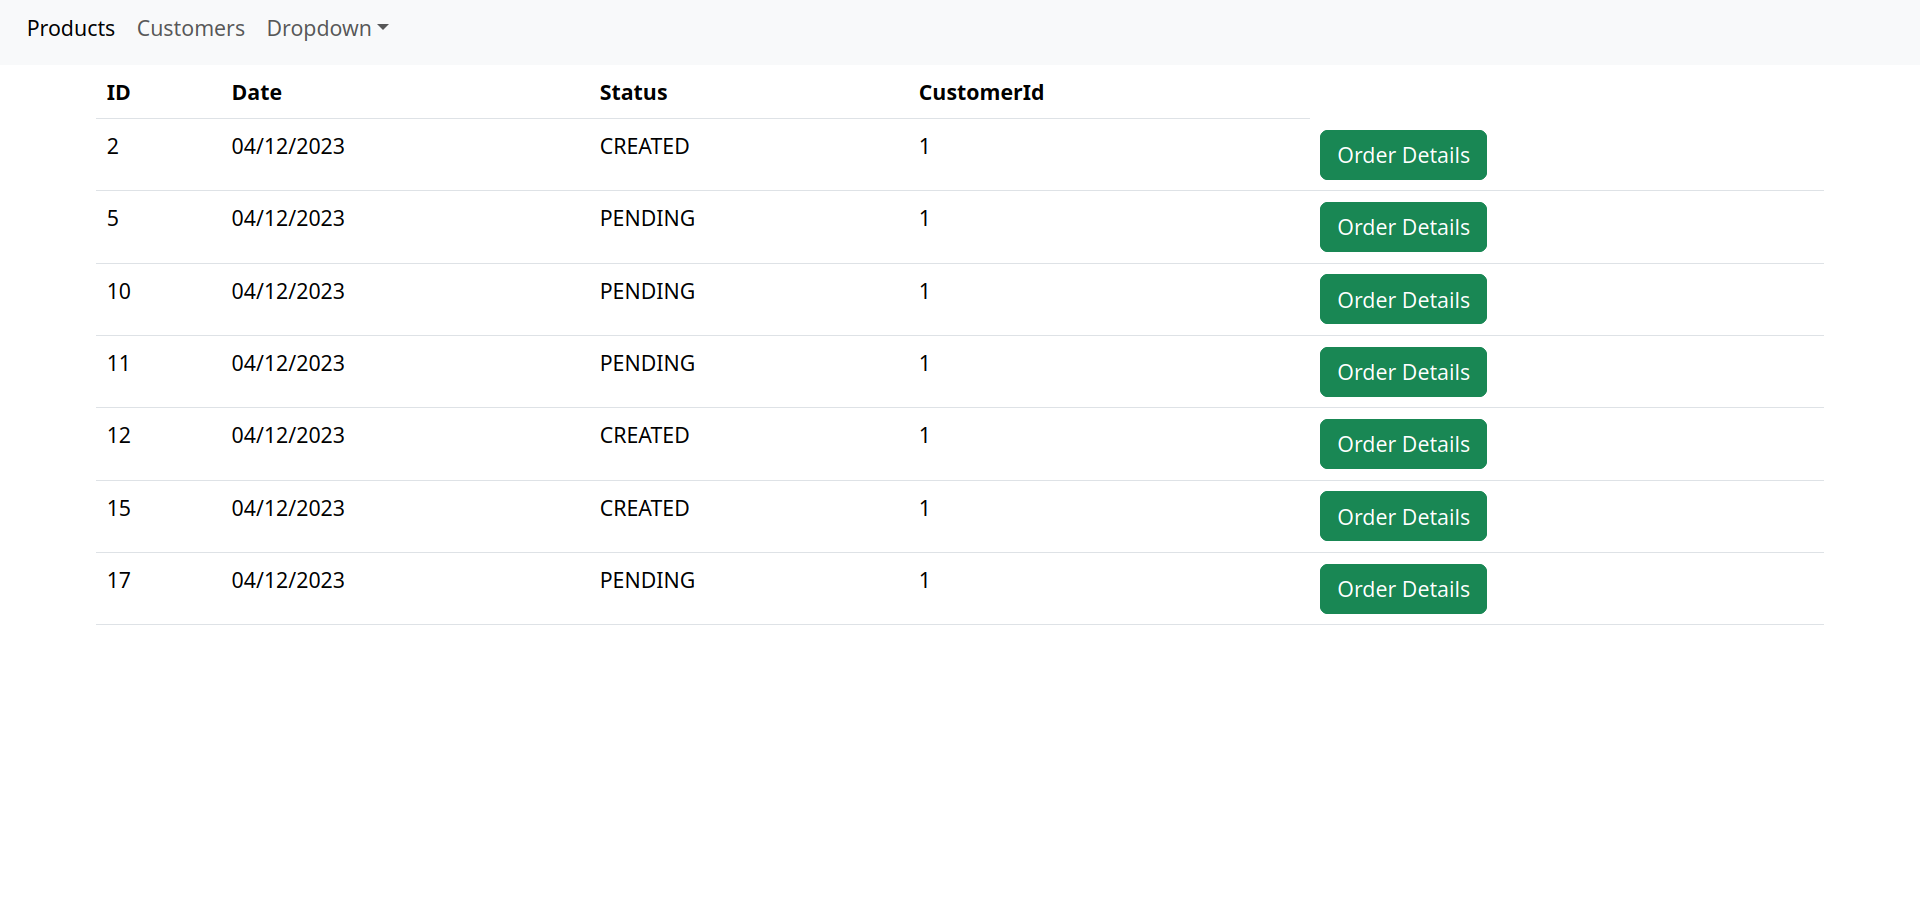 Products Customers Dropdown
ID Date Status CustomerId
2 04/12/2023 CREATED 1 Order Details
5 04/12/2023 PENDING 1 Order Details
10 04/12/2023 PENDING 1 Order Details
11 04/12/2023 PENDING 1 Order Details
12 04/12/2023 CREATED 1 Order Details
15 04/12/2023 CREATED 1 Order Details
17 04/12/2023 PENDING 1 Order Details